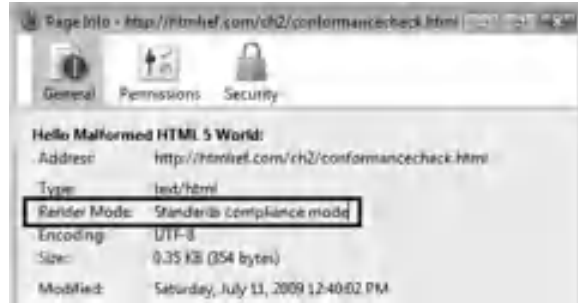 Page Info - http://htmlref.com/ch2/conformancecheck.html
General Permissions Security
Hello Malformed HTML 5 World:
Address: http://htmlref.com/ch2/conformancecheck.html
Type: text/html
Render Mode: Standards compliance mode
Encoding: UTF-8
Size: 0.35 KB (354 bytes)
Modified: Saturday, July 11, 2009 12:40:02 PM